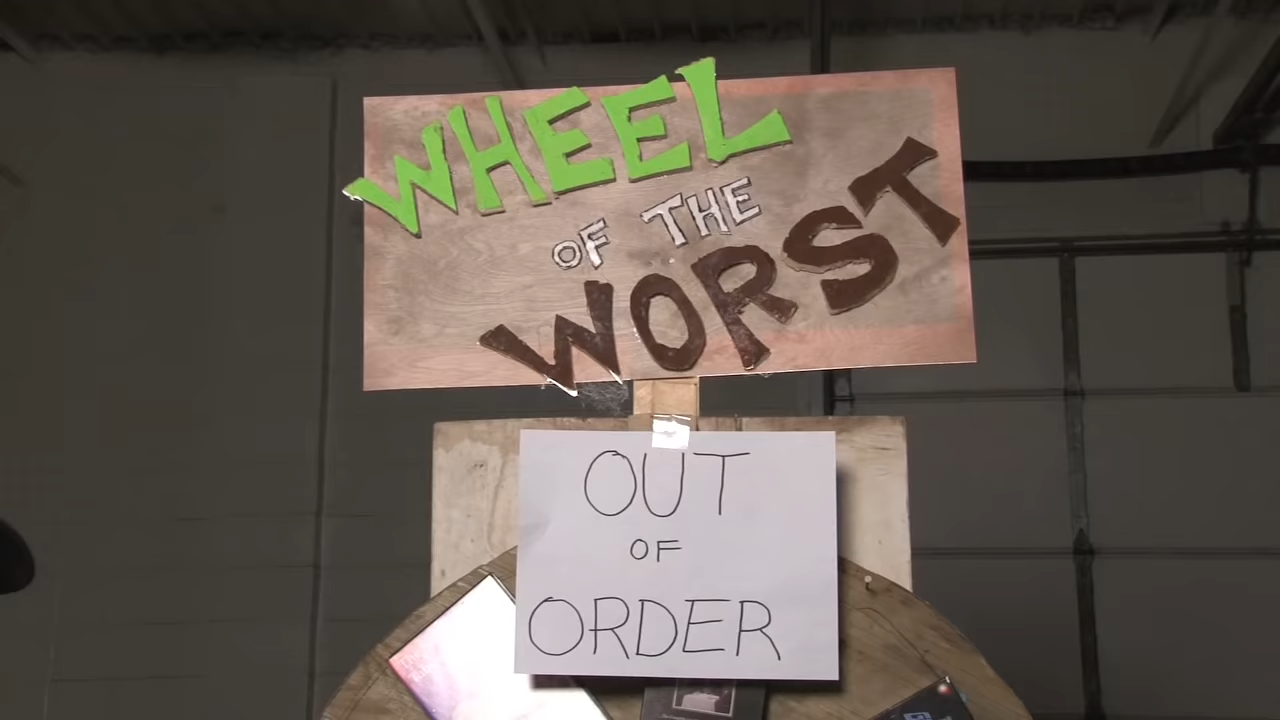 WHEEL
OF THE
WORST
OUT
OF
ORDER